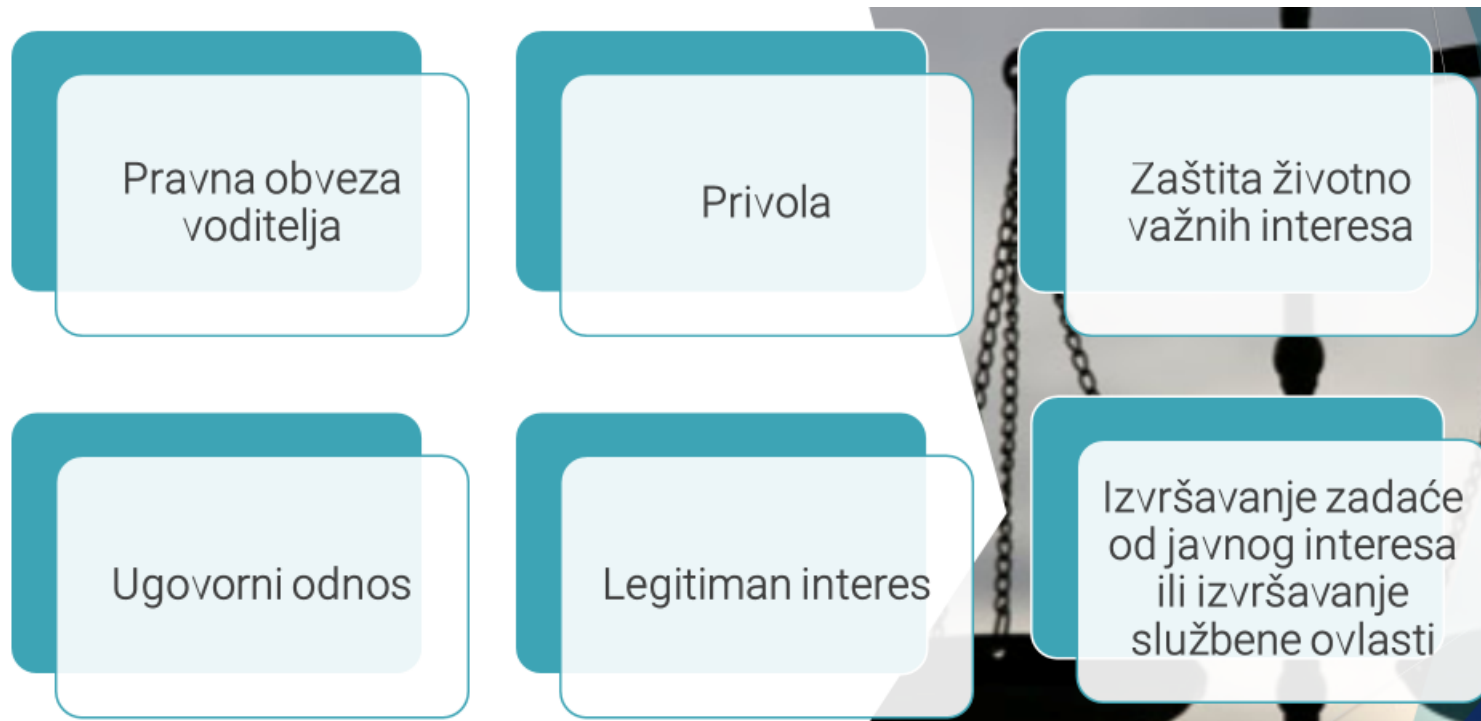 Pravna obveza
voditelja
Privola
Zaštita životno
važnih interesa
Ugovorni odnos
Legitiman interes
Izvršavanje zadaće
od javnog interesa
ili izvršavanje
službene ovlasti